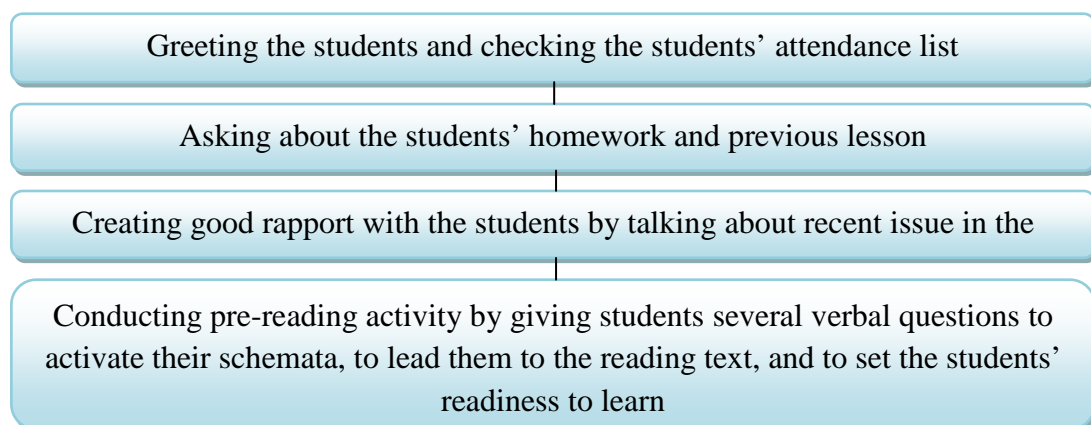 Greeting the students and checking the students’ attendance list
Asking about the students’ homework and previous lesson
Creating good rapport with the students by talking about recent issue in the
Conducting pre-reading activity by giving students several verbal questions to
activate their schemata, to lead them to the reading text, and to set the students’
readiness to learn